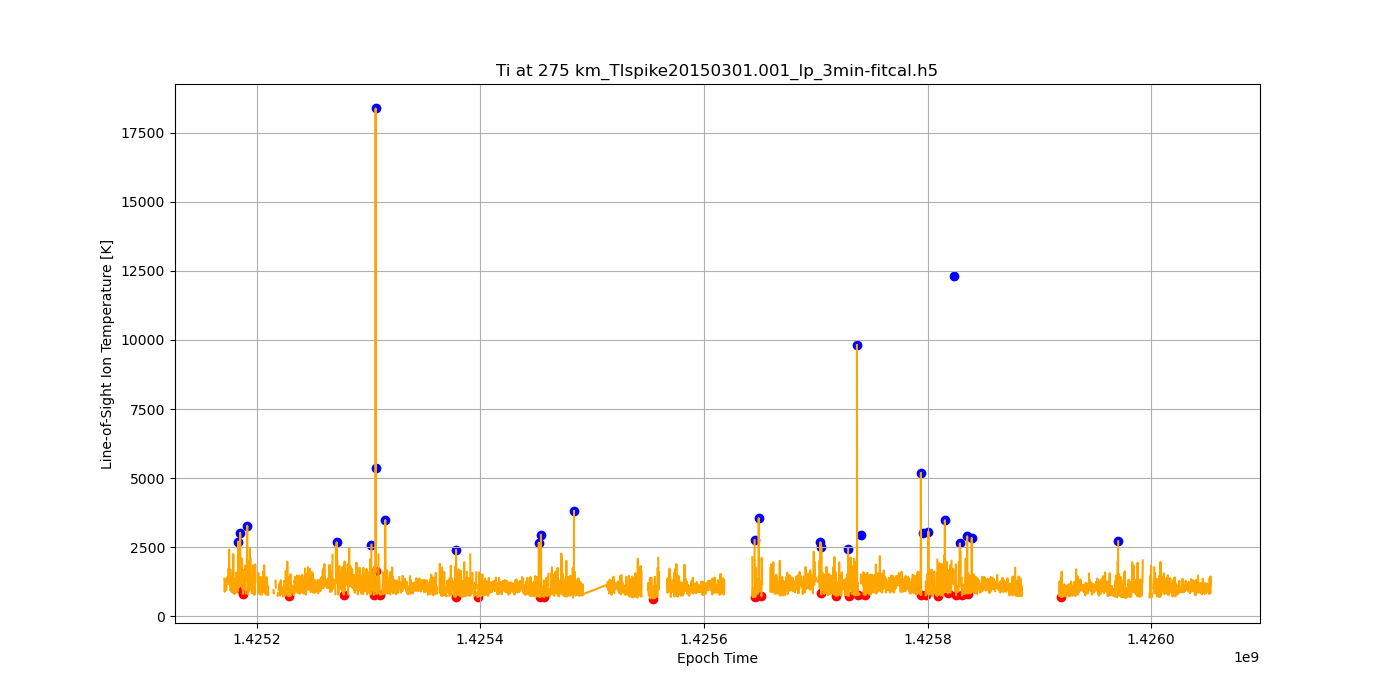 Ti at 275 km_TIspike20150301.001_lp_3min-fitcal.h5
Line-of-Sight Ion Temperature [K]
17500
15000
12500
10000
7500
5000
2500
0
1.4252 1.4254 1.4256 1.4258 1.4260
Epoch Time
1e9